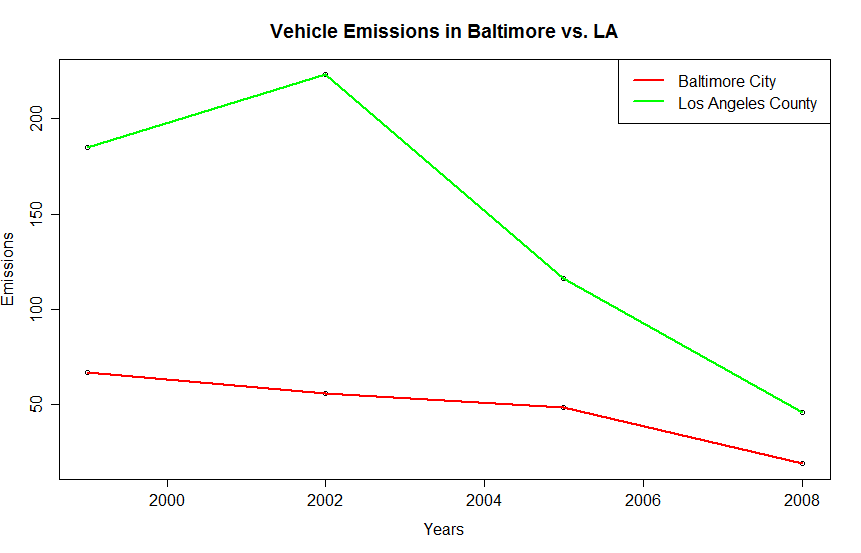 Vehicle Emissions in Baltimore vs. LA
Baltimore City
Los Angeles County
Emissions
200
150
100
50
2000 2002 2004 2006 2008
Years